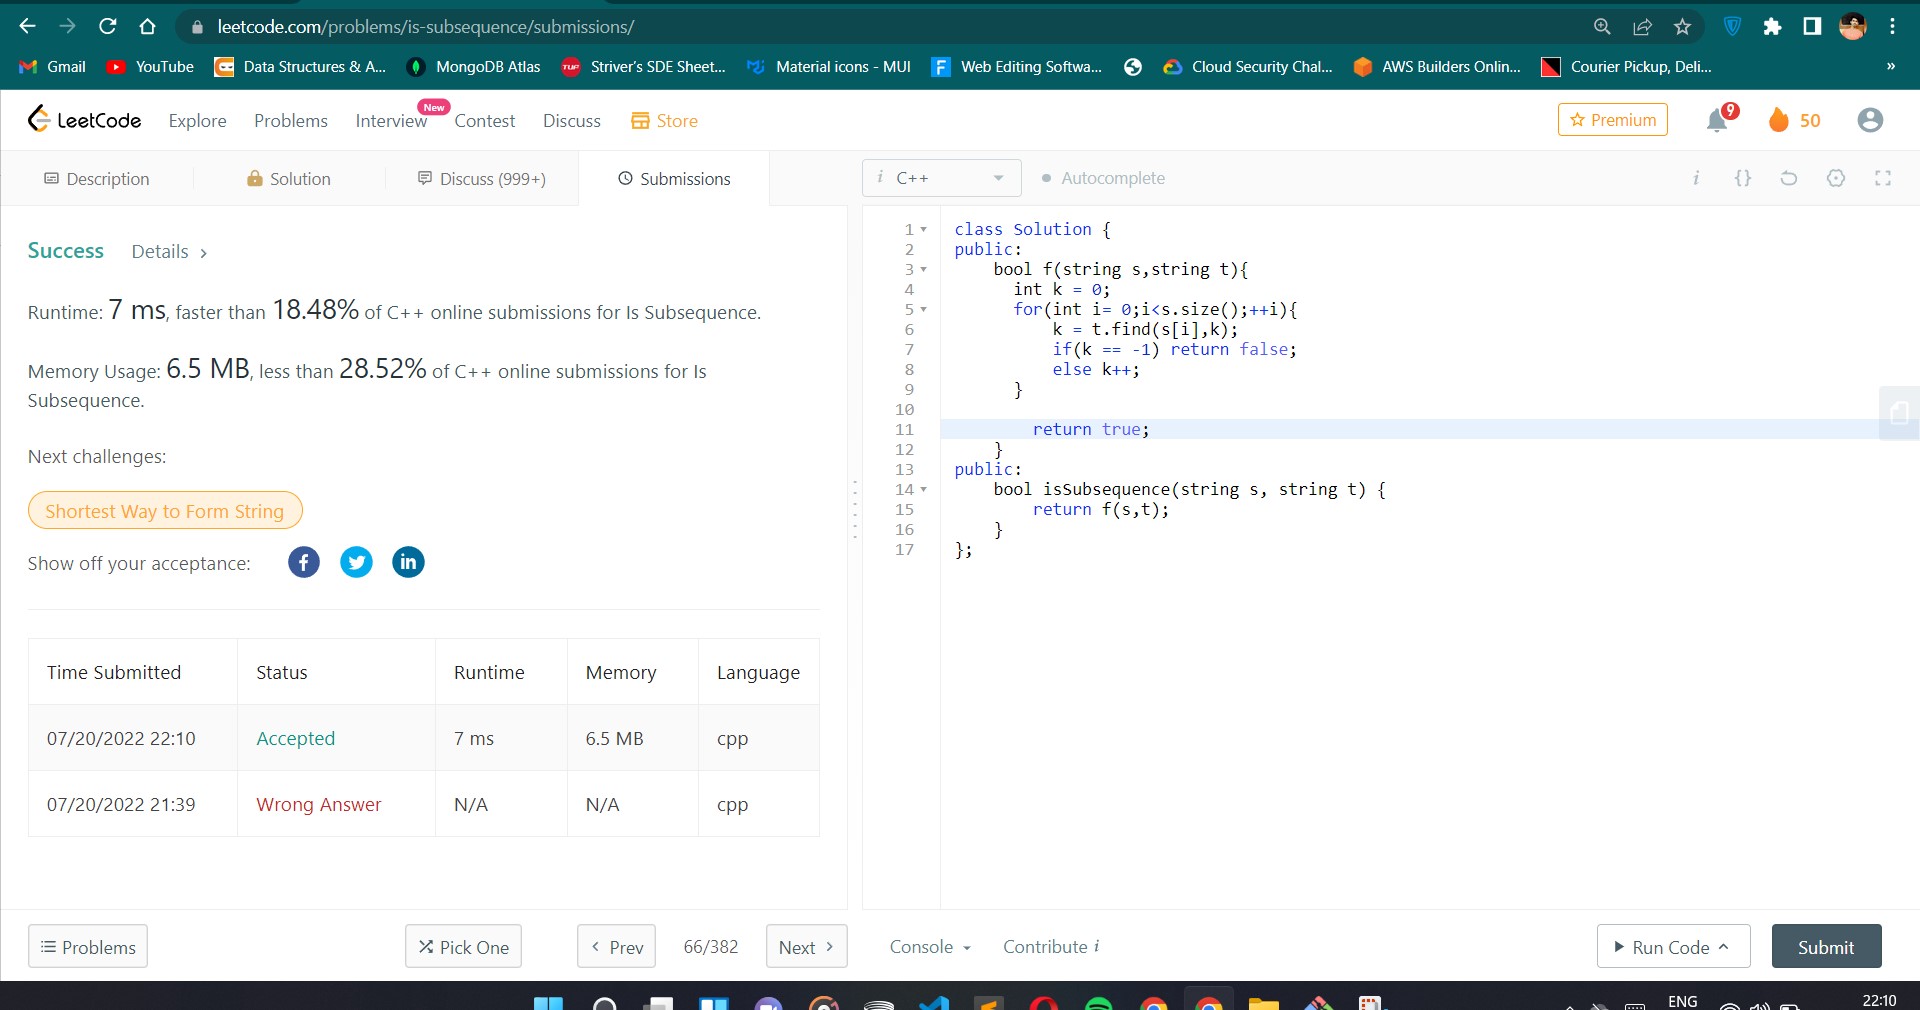 leetcode.com/problems/is-subsequence/submissions/
Gmail YouTube Data Structures & A... MongoDB Atlas TUF Striver's SDE Sheet... Material icons - MUI Web Editing Softwa... Cloud Security Chal... AWS Builders Onlin... Courier Pickup, Deli... »
LeetCode Explore Problems Interview New Contest Discuss Store Premium 9 50
Description Solution Discuss (999+) Submissions
i C++ Autocomplete i {}
Success Details >
Runtime: 7 ms, faster than 18.48% of C++ online submissions for Is Subsequence.
Memory Usage: 6.5 MB, less than 28.52% of C++ online submissions for Is
Subsequence.
Next challenges:
Shortest Way to Form String
Show off your acceptance: f in
Time Submitted Status Runtime Memory Language
07/20/2022 22:10 Accepted 7 ms 6.5 MB cpp
07/20/2022 21:39 Wrong Answer N/A N/A cpp
1 class Solution {
2 public:
3 bool f(string s,string t){
4 int k = 0;
5 for(int i= 0;i<s.size();++i){
6 k = t.find(s[i],k);
7 if(k == -1) return false;
8 else k++;
9 }
10
11 return true;
12 }
13 public:
14 bool isSubsequence(string s, string t) {
15 return f(s,t);
16 }
17 };
Problems Pick One < Prev 66/382 Next > Console Contribute i Run Code Submit
ENG 22:10